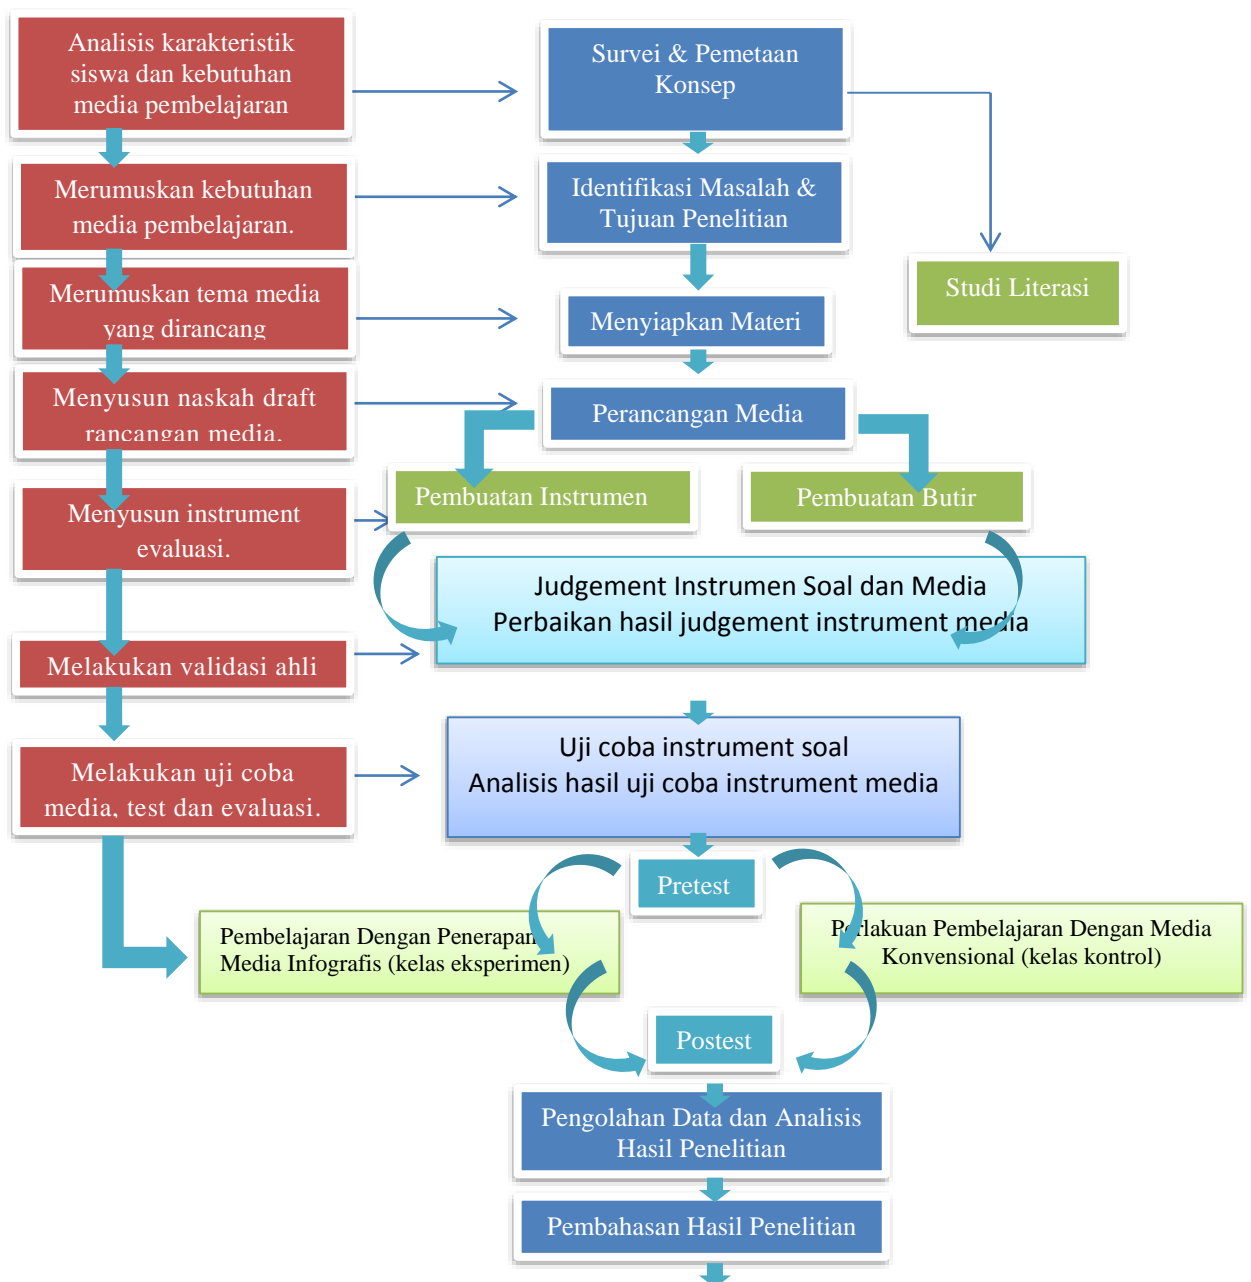 Analisis karakteristik
siswa dan kebutuhan
media pembelajaran
Survei & Pemetaan
Konsep
Merumuskan kebutuhan
media pembelajaran.
Identifikasi Masalah &
Tujuan Penelitian
Studi Literasi
Merumuskan tema media
yang dirancang
Menyiapkan Materi
Menyusun naskah draft
rancangan media.
Perancangan Media
Pembuatan Instrumen
Pembuatan Butir
Menyusun instrument
evaluasi.
Judgement Instrumen Soal dan Media
Perbaikan hasil judgement instrument media
Melakukan validasi ahli
Uji coba instrument soal
Analisis hasil uji coba instrument media
Melakukan uji coba
media, test dan evaluasi.
Pretest
Pembelajaran Dengan Penerapan
Media Infografis (kelas eksperimen)
Perlakuan Pembelajaran Dengan Media
Konvensional (kelas kontrol)
Postest
Pengolahan Data dan Analisis
Hasil Penelitian
Pembahasan Hasil Penelitian